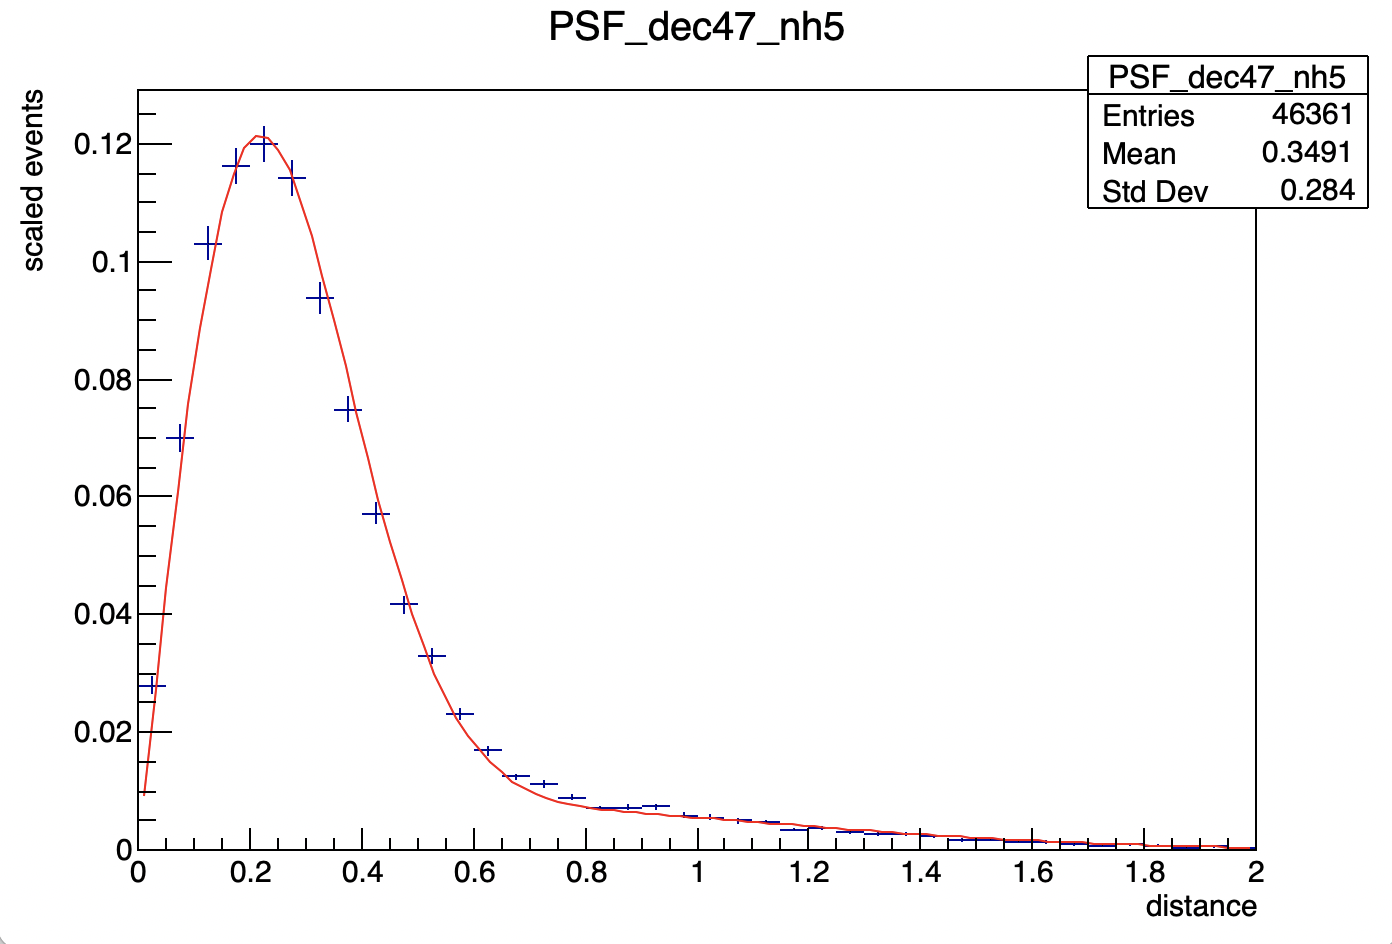 PSF_dec47_nh5
PSF_dec47_nh5
Entries 46361
Mean 0.3491
Std Dev 0.284
scaled events
0.12
0.1
0.08
0.06
0.04
0.02
0
0 0.2 0.4 0.6 0.8 1 1.2 1.4 1.6 1.8 2
distance